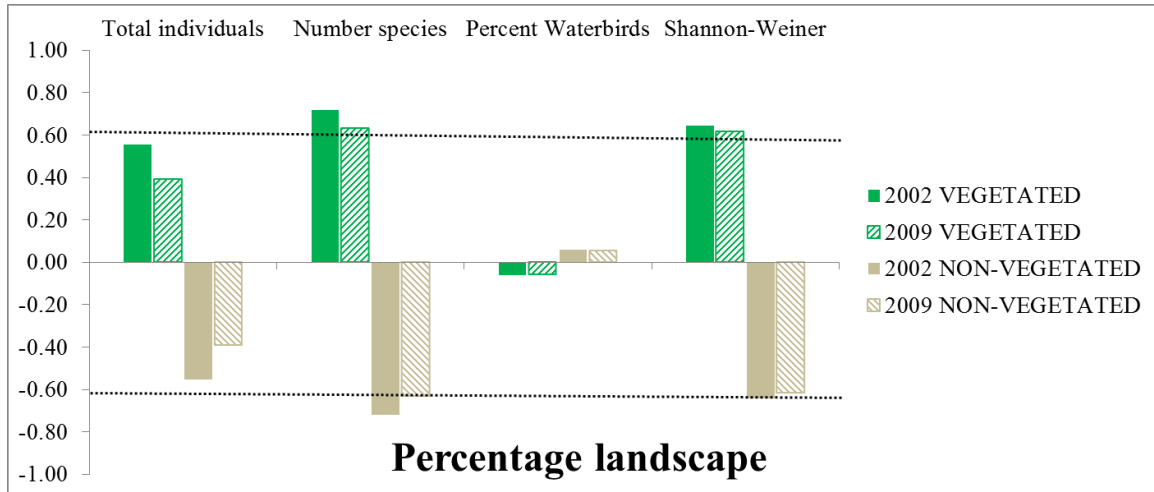 Total individuals Number species Percent Waterbirds Shannon-Weiner
1.00
0.80
0.60
0.40
0.20
0.00
-0.20
-0.40
-0.60
-0.80
-1.00
2002 VEGETATED
2009 VEGETATED
2002 NON-VEGETATED
2009 NON-VEGETATED
Percentage landscape